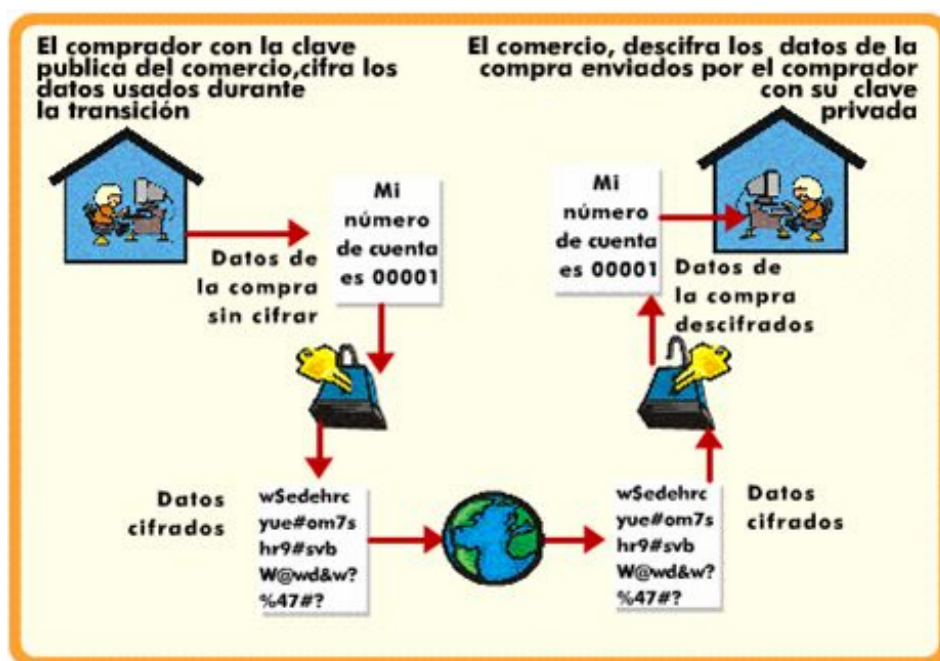 El comprador con la clave
publica del comercio,cifra los
datos usados durante
la transición
El comercio, descifra los datos de la
compra enviados por el comprador
con su clave
privada
Mi
número
de cuenta
es 00001
Datos de
la compra
sin cifrar
Mi
número
de cuenta
es 00001
Datos de
la compra
descifrados
Datos
cifrados
w$edehrc
yue#om7s
hr9#svb
W@wd&w?
%47#?
w$edehrc
yue#om7s
hr9#svb
W@wd&w?
%47#?
Datos
cifrados